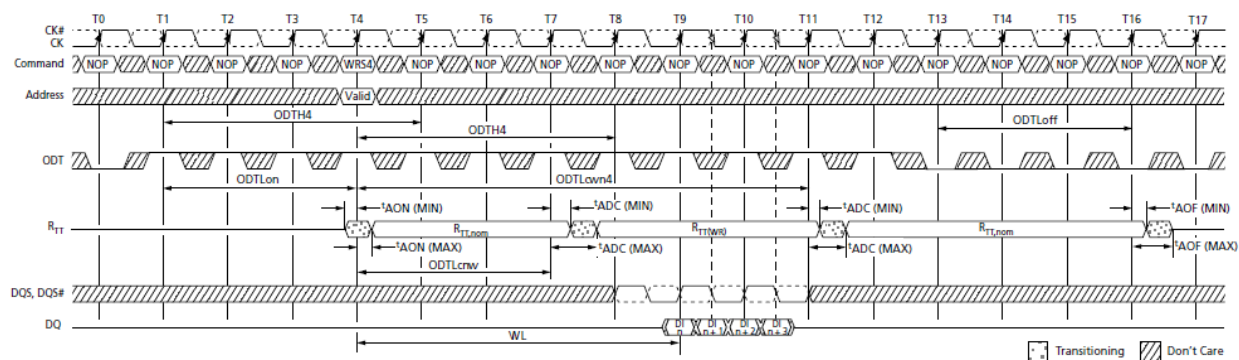 T0 T1 T2 T3 T4 T5 T6 T7 T8 T9 T10 T11 T12 T13 T14 T15 T16 T17
CK#
CK
Command NOP NOP NOP NOP WRS4 NOP NOP NOP NOP NOP NOP NOP NOP NOP NOP NOP NOP NOP
Address Valid
ODTH4 ODTLoff
ODTH4
ODT
ODTLon ODTLcwn4
tAON (MIN) tADC (MIN) tADC (MIN) tAOF (MIN)
RTT RTT,nom RTT(WR) RTT,nom
tAON (MAX) tADC (MAX) tADC (MAX) tAOF (MAX)
ODTLcnw
DQS, DQS#
DQ DI n DI n + 1 DI n + 2 DI n + 3
WL
Transitioning Don't Care